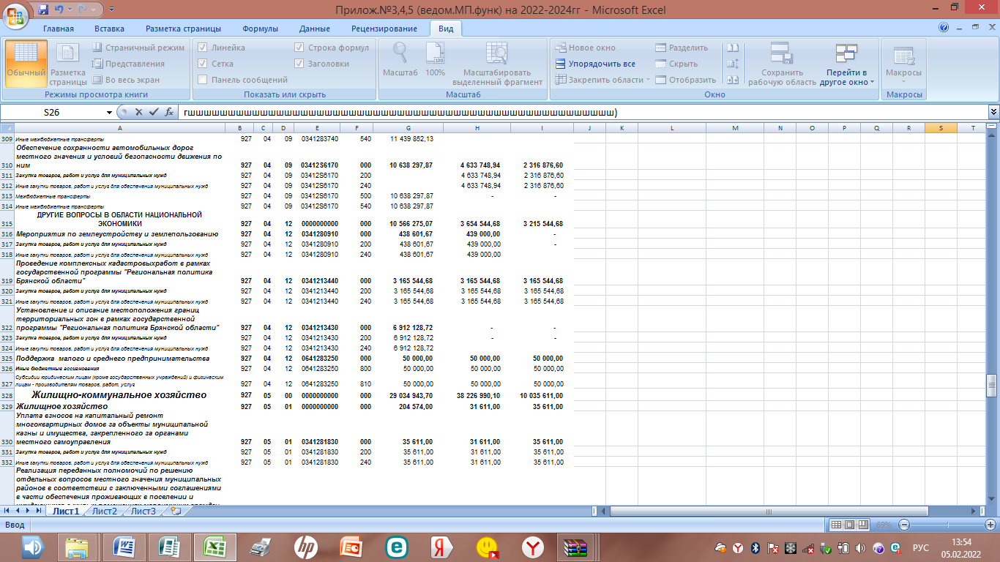 Прилож.№3,4,5 (ведом.МП.функ) на 2022-2024гг - Microsoft Excel
Главная Вставка Разметка страницы Формулы Данные Рецензирование Вид
Обычный Разметка страницы Страничный режим Представления Во весь экран
Линейка Сетка Панель сообщений Строка формул Заголовки
Масштаб 100% Масштабировать выделенный фрагмент
Новое окно Упорядочить все Закрепить области Разделить Скрыть Отобразить
Сохранить рабочую область Перейти в другое окно Макросы
Режимы просмотра книги Показать или скрыть Масштаб Окно Макросы
S26
A B C D E F G H I J K L M N O P Q R S T
309 Иные межбюджетные трансферты 927 04 09 0341283740 540 11 439 852,13
Обеспечение сохранности автомобильных дорог
местного значения и условий безопасности движения по
310 ним 927 04 09 03412S6170 000 10 638 297,87 4 633 748,94 2 316 876,60
311 Закупка товаров, работ и услуг для муниципальных нужд 927 04 09 03412S6170 200 4 633 748,94 2 316 876,60
312 Иные закупки товаров, работ и услуг для обеспечения муниципальных нужд 927 04 09 03412S6170 240 4 633 748,94 2 316 876,60
313 Межбюджетные трансферты 927 04 09 03412S6170 500 10 638 297,87 - -
314 Иные межбюджетные трансферты 927 04 09 03412S6170 540 10 638 297,87
ДРУГИЕ ВОПРОСЫ В ОБЛАСТИ НАЦИОНАЛЬНОЙ
315 ЭКОНОМИКИ 927 04 12 0000000000 000 10 566 275,07 3 654 544,68 3 215 544,68
316 Мероприятия по землеустройству и землепользованию 927 04 12 0341280910 000 438 601,67 439 000,00 -
317 Закупка товаров, работ и услуг для муниципальных нужд 927 04 12 0341280910 200 438 601,67 439 000,00 -
318 Иные закупки товаров, работ и услуг для обеспечения муниципальных нужд 927 04 12 0341280910 240 438 601,67 439 000,00
Проведение комплексных кадастровыхработ в рамках
государственной программы "Региональная политика
319 Брянской области" 927 04 12 0341213440 000 3 165 544,68 3 165 544,68 3 165 544,68
320 Закупка товаров, работ и услуг для муниципальных нужд 927 04 12 0341213440 200 3 165 544,68 3 165 544,68 3 165 544,68
321 Иные закупки товаров, работ и услуг для обеспечения муниципальных нужд 927 04 12 0341213440 240 3 165 544,68 3 165 544,68 3 165 544,68
Установление и описание местоположения границ
территориальных зон в рамках государственной
322 программы "Региональная политика Брянской области" 927 04 12 0341213430 000 6 912 128,72 - -
323 Закупка товаров, работ и услуг для муниципальных нужд 927 04 12 0341213430 200 6 912 128,72 - -
324 Иные закупки товаров, работ и услуг для обеспечения муниципальных нужд 927 04 12 0341213430 240 6 912 128,72
325 Поддержка малого и среднего предпринимательства 927 04 12 0641283250 000 50 000,00 50 000,00 50 000,00
326 Иные бюджетные ассигнования 927 04 12 0641283250 800 50 000,00 50 000,00 50 000,00
Субсидии юридическим лицам (кроме государственных учреждений) и физическим
327 лицам - производителям товаров, работ, услуг 927 04 12 0641283250 810 50 000,00 50 000,00 50 000,00
328 Жилищно-коммунальное хозяйство 927 05 00 0000000000 000 29 034 943,70 38 226 990,10 10 035 611,00
329 Жилищное хозяйство 927 05 01 0000000000 000 204 574,00 31 611,00 35 611,00
Уплата взносов на капитальный ремонт
многоквартирных домов за объекты муниципальной
казны и имущества, закрепленного за органами
330 местного самоуправления 927 05 01 0341281830 000 35 611,00 31 611,00 35 611,00
331 Закупка товаров, работ и услуг для муниципальных нужд 927 05 01 0341281830 200 35 611,00 31 611,00 35 611,00
332 Иные закупки товаров, работ и услуг для обеспечения муниципальных нужд 927 05 01 0341281830 240 35 611,00 31 611,00 35 611,00
Реализация переданных полномочий по решению
отдельных вопросов местного значения муниципальных
районов в соответствии с заключенными соглашениями
в части обеспечения проживающих в поселении и
Лист1 Лист2 Лист3
Ввод 69%
РУС 13:54
05.02.2022